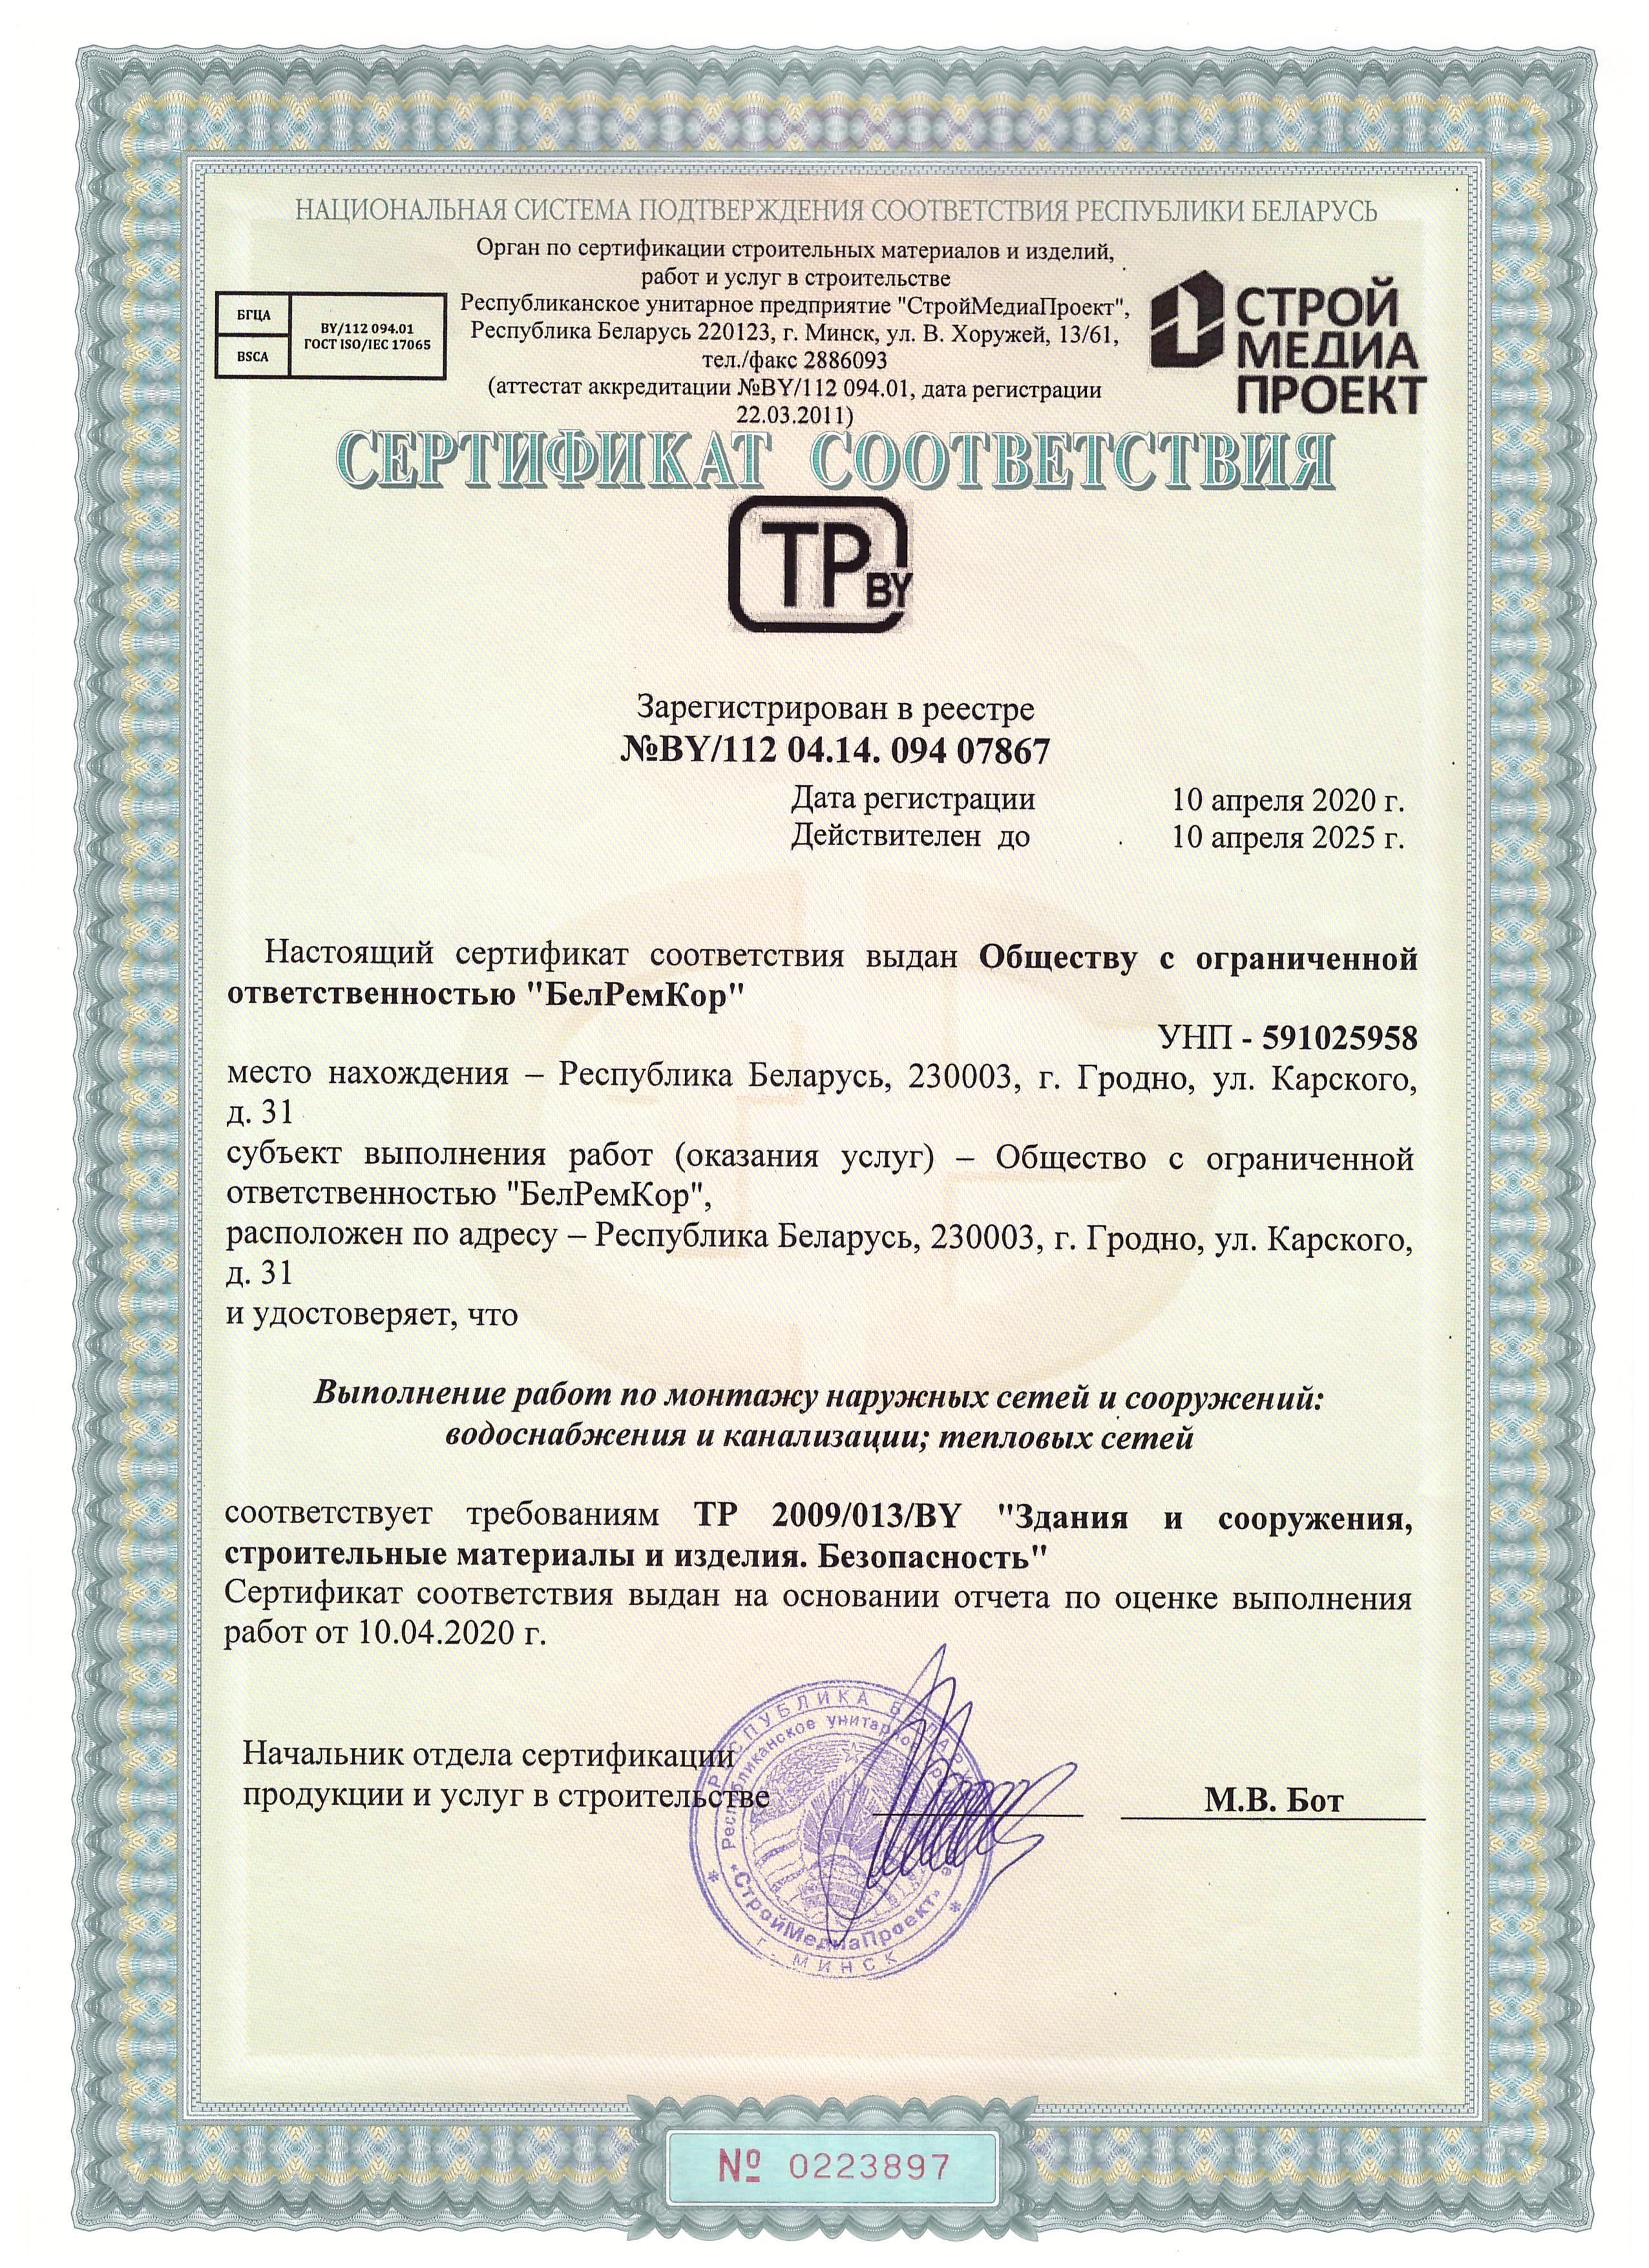 НАЦИОНАЛЬНАЯ СИСТЕМА ПОДТВЕРЖДЕНИЯ СООТВЕТСТВИЯ РЕСПУБЛИКИ БЕЛАРУСЬ
Орган по сертификации строительных материалов и изделий,
работ и услуг в строительстве
Республиканское унитарное предприятие "СтройМедиаПроект",
Республика Беларусь 220123, г. Минск, ул. В. Хоружей, 13/61,
тел./факс 2886093
(аттестат аккредитации №BY/112 094.01, дата регистрации
22.03.2011)
БГЦА
BSCA
BY/112 094.01
ГОСТ ISO/IEC 17065
СТРОЙ
МЕДИА
ПРОЕКТ
СЕРТИФИКАТ СООТВЕТСТВИЯ
ТР BY
Зарегистрирован в реестре
№BY/112 04.14. 094 07867
Дата регистрации 10 апреля 2020 г.
Действителен до 10 апреля 2025 г.
Настоящий сертификат соответствия выдан Обществу с ограниченной
ответственностью "БелРемКор"
УНП - 591025958
место нахождения – Республика Беларусь, 230003, г. Гродно, ул. Карского,
д. 31
субъект выполнения работ (оказания услуг) – Общество с ограниченной
ответственностью "БелРемКор",
расположен по адресу – Республика Беларусь, 230003, г. Гродно, ул. Карского,
д. 31
и удостоверяет, что
Выполнение работ по монтажу наружных сетей и сооружений:
водоснабжения и канализации; тепловых сетей
соответствует требованиям ТР 2009/013/BY "Здания и сооружения,
строительные материалы и изделия. Безопасность"
Сертификат соответствия выдан на основании отчета по оценке выполнения
работ от 10.04.2020 г.
Начальник отдела сертификации
продукции и услуг в строительстве
М.В. Бот
РЕСПУБЛИКА БЕЛАРУСЬ
Республиканское унитарное
«СтройМедиаПроект»
г. МИНСК
№ 0223897